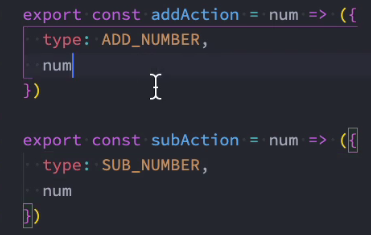 export const addAction = num => ({
  type: ADD_NUMBER,
  num
})

export const subAction = num => ({
  type: SUB_NUMBER,
  num
})